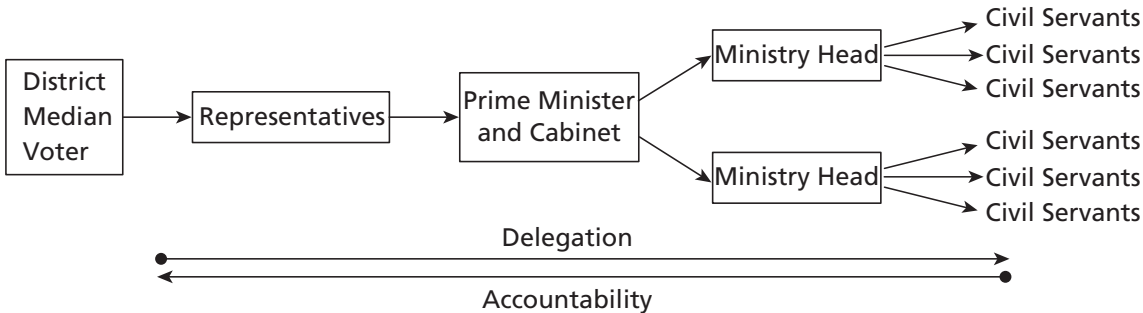 District
Median
Voter
Representatives
Prime Minister
and Cabinet
Ministry Head
Civil Servants
Civil Servants
Civil Servants
Ministry Head
Civil Servants
Civil Servants
Civil Servants
Delegation
Accountability